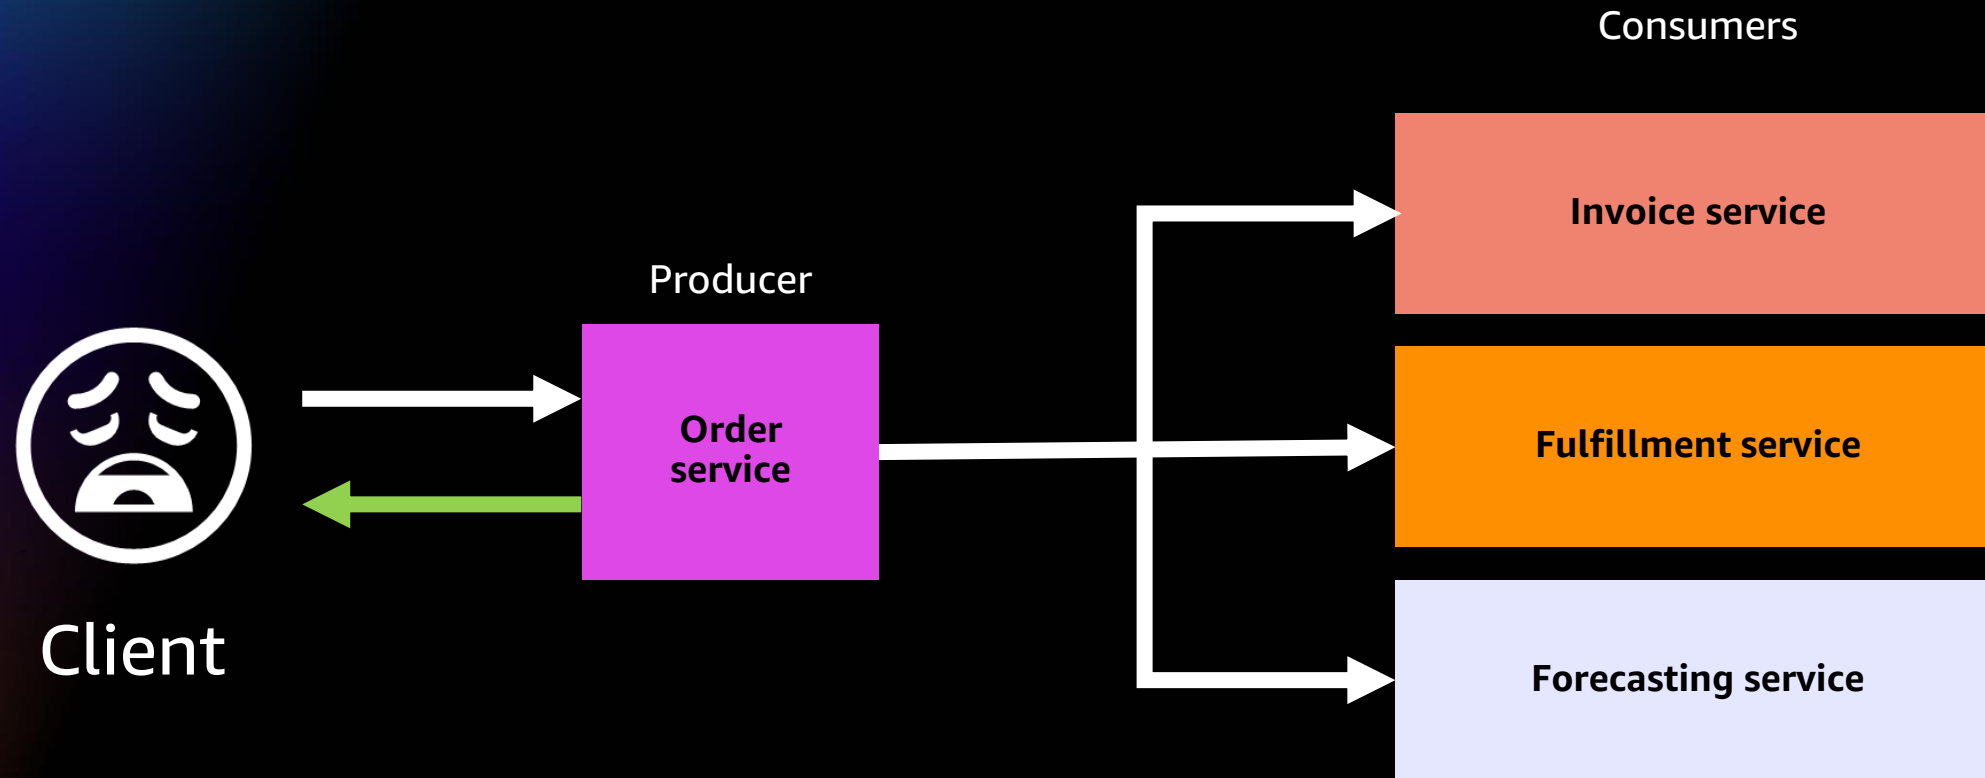 Consumers
Invoice service
Producer
Order
service
Fulfillment service
Client
Forecasting service